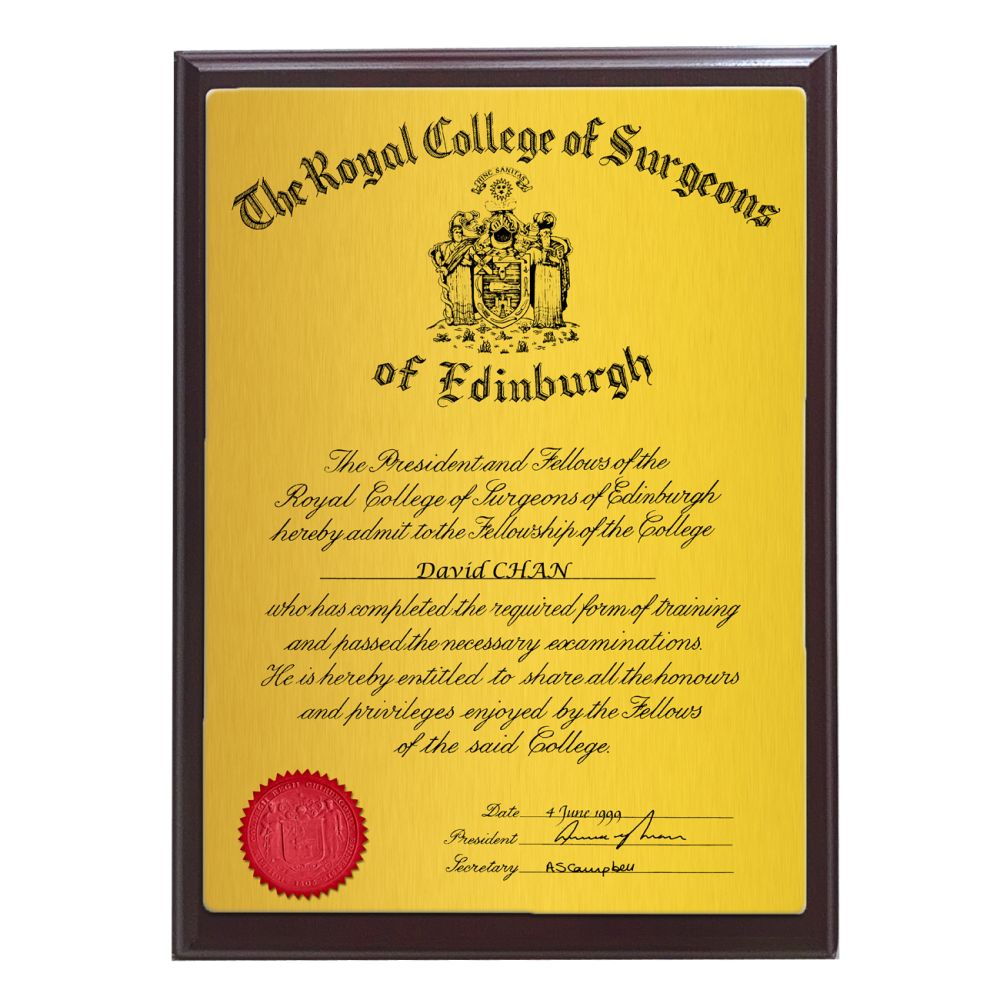 The Royal College of Surgeons
HINC SANITAS
of Edinburgh
The President and Fellows of the
Royal College of Surgeons of Edinburgh
hereby admit to the Fellowship of the College
David CHAN
who has completed the required form of training
and passed the necessary examinations.
He is hereby entitled to share all the honours
and privileges enjoyed by the Fellows
of the said College.
Date 4 June 1999
President
Secretary ASCampbell